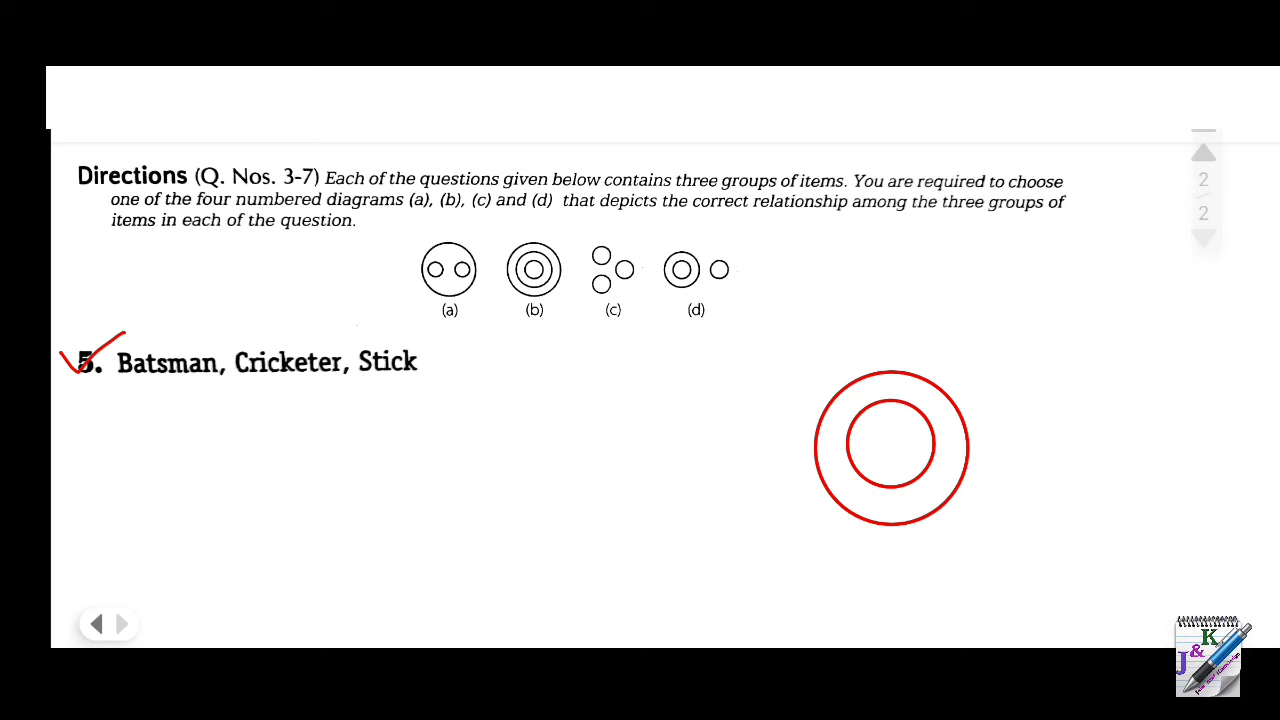 Directions (Q. Nos. 3-7) Each of the questions given below contains three groups of items. You are required to choose
one of the four numbered diagrams (a), (b), (c) and (d) that depicts the correct relationship among the three groups of
items in each of the question.
(a) (b) (c) (d)
5. Batsman, Cricketer, Stick
2
2
J & K